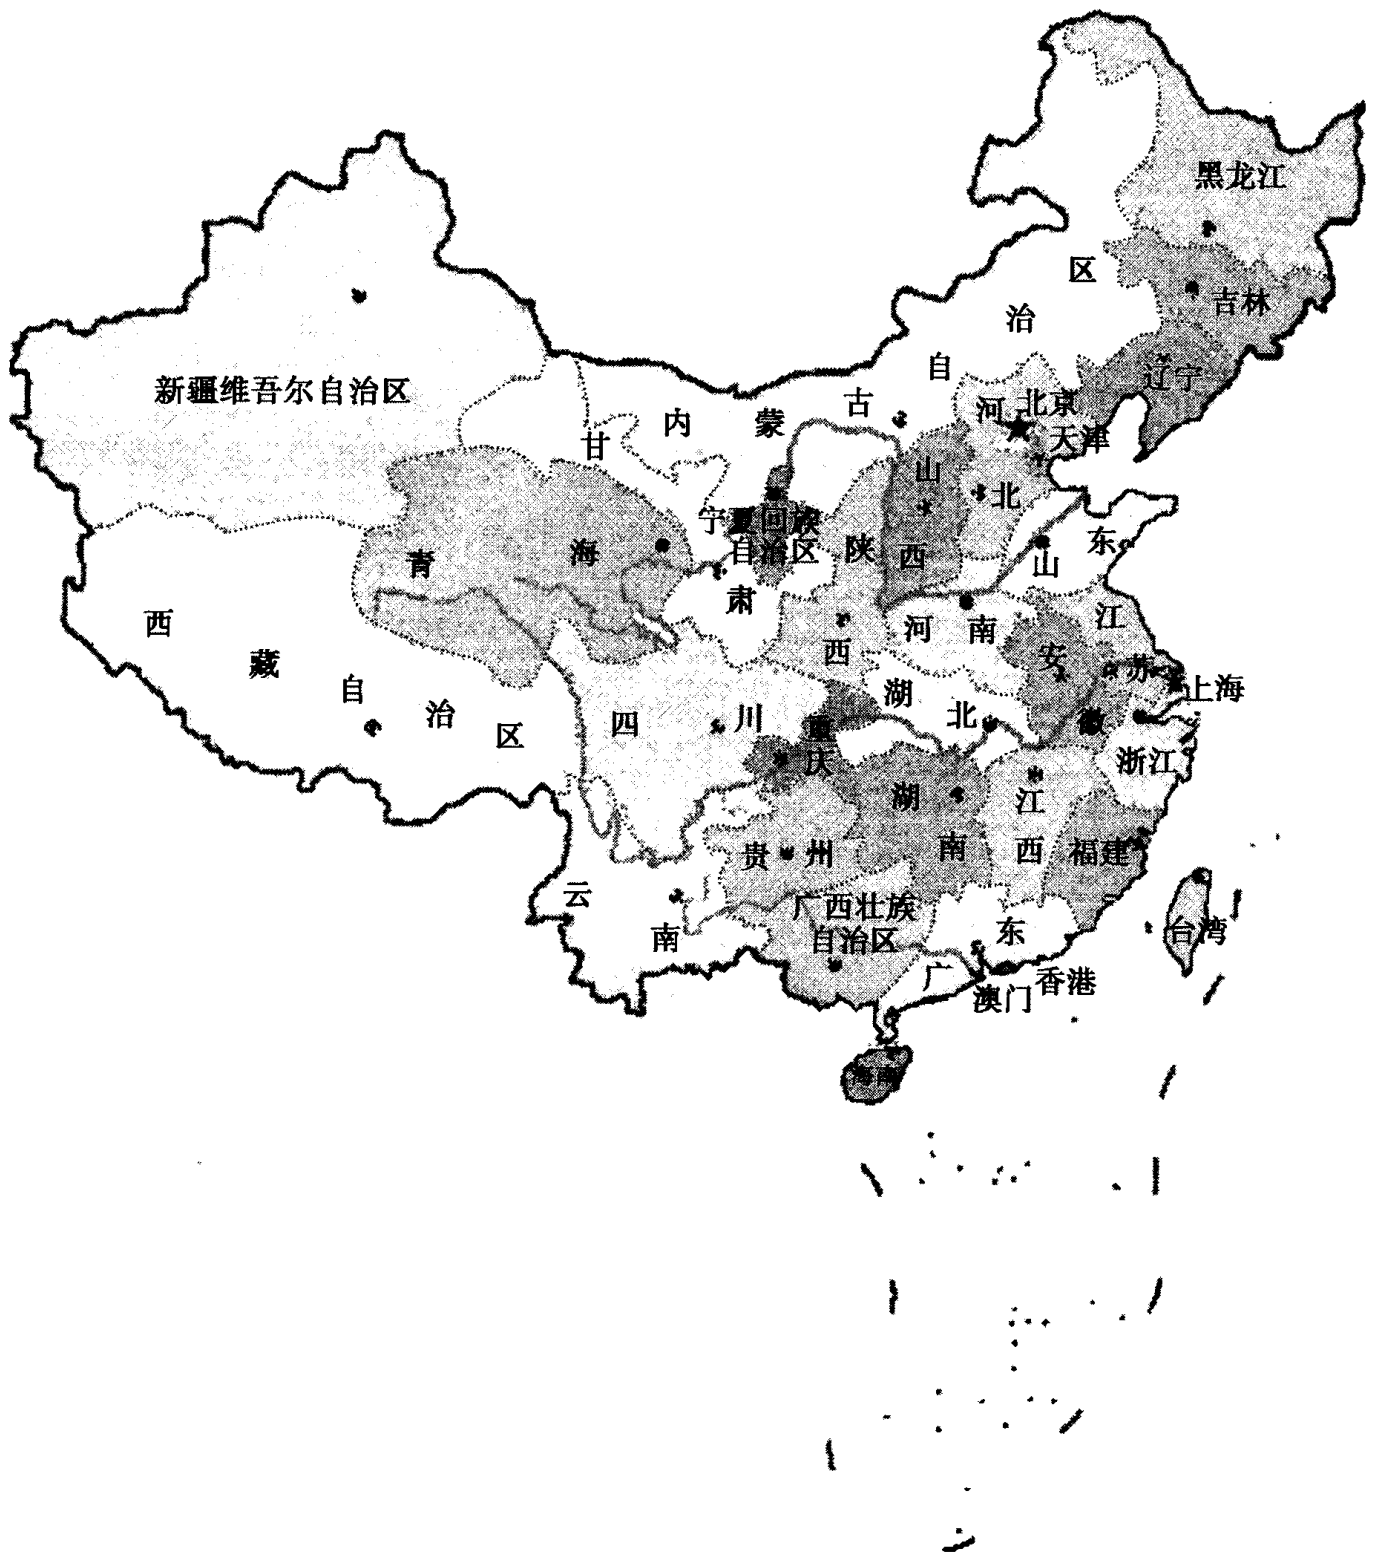 黑龙江
吉林
辽宁
内蒙古自治区
新疆维吾尔自治区
北京
天津
河北
甘肃
宁夏回族
自治区
山西
陕西
青海
山东
河南
江苏
安徽
上海
西藏自治区
四川
重庆
湖北
浙江
湖南
江西
福建
贵州
云南
广西壮族
自治区
广东
台湾
香港
澳门
海南